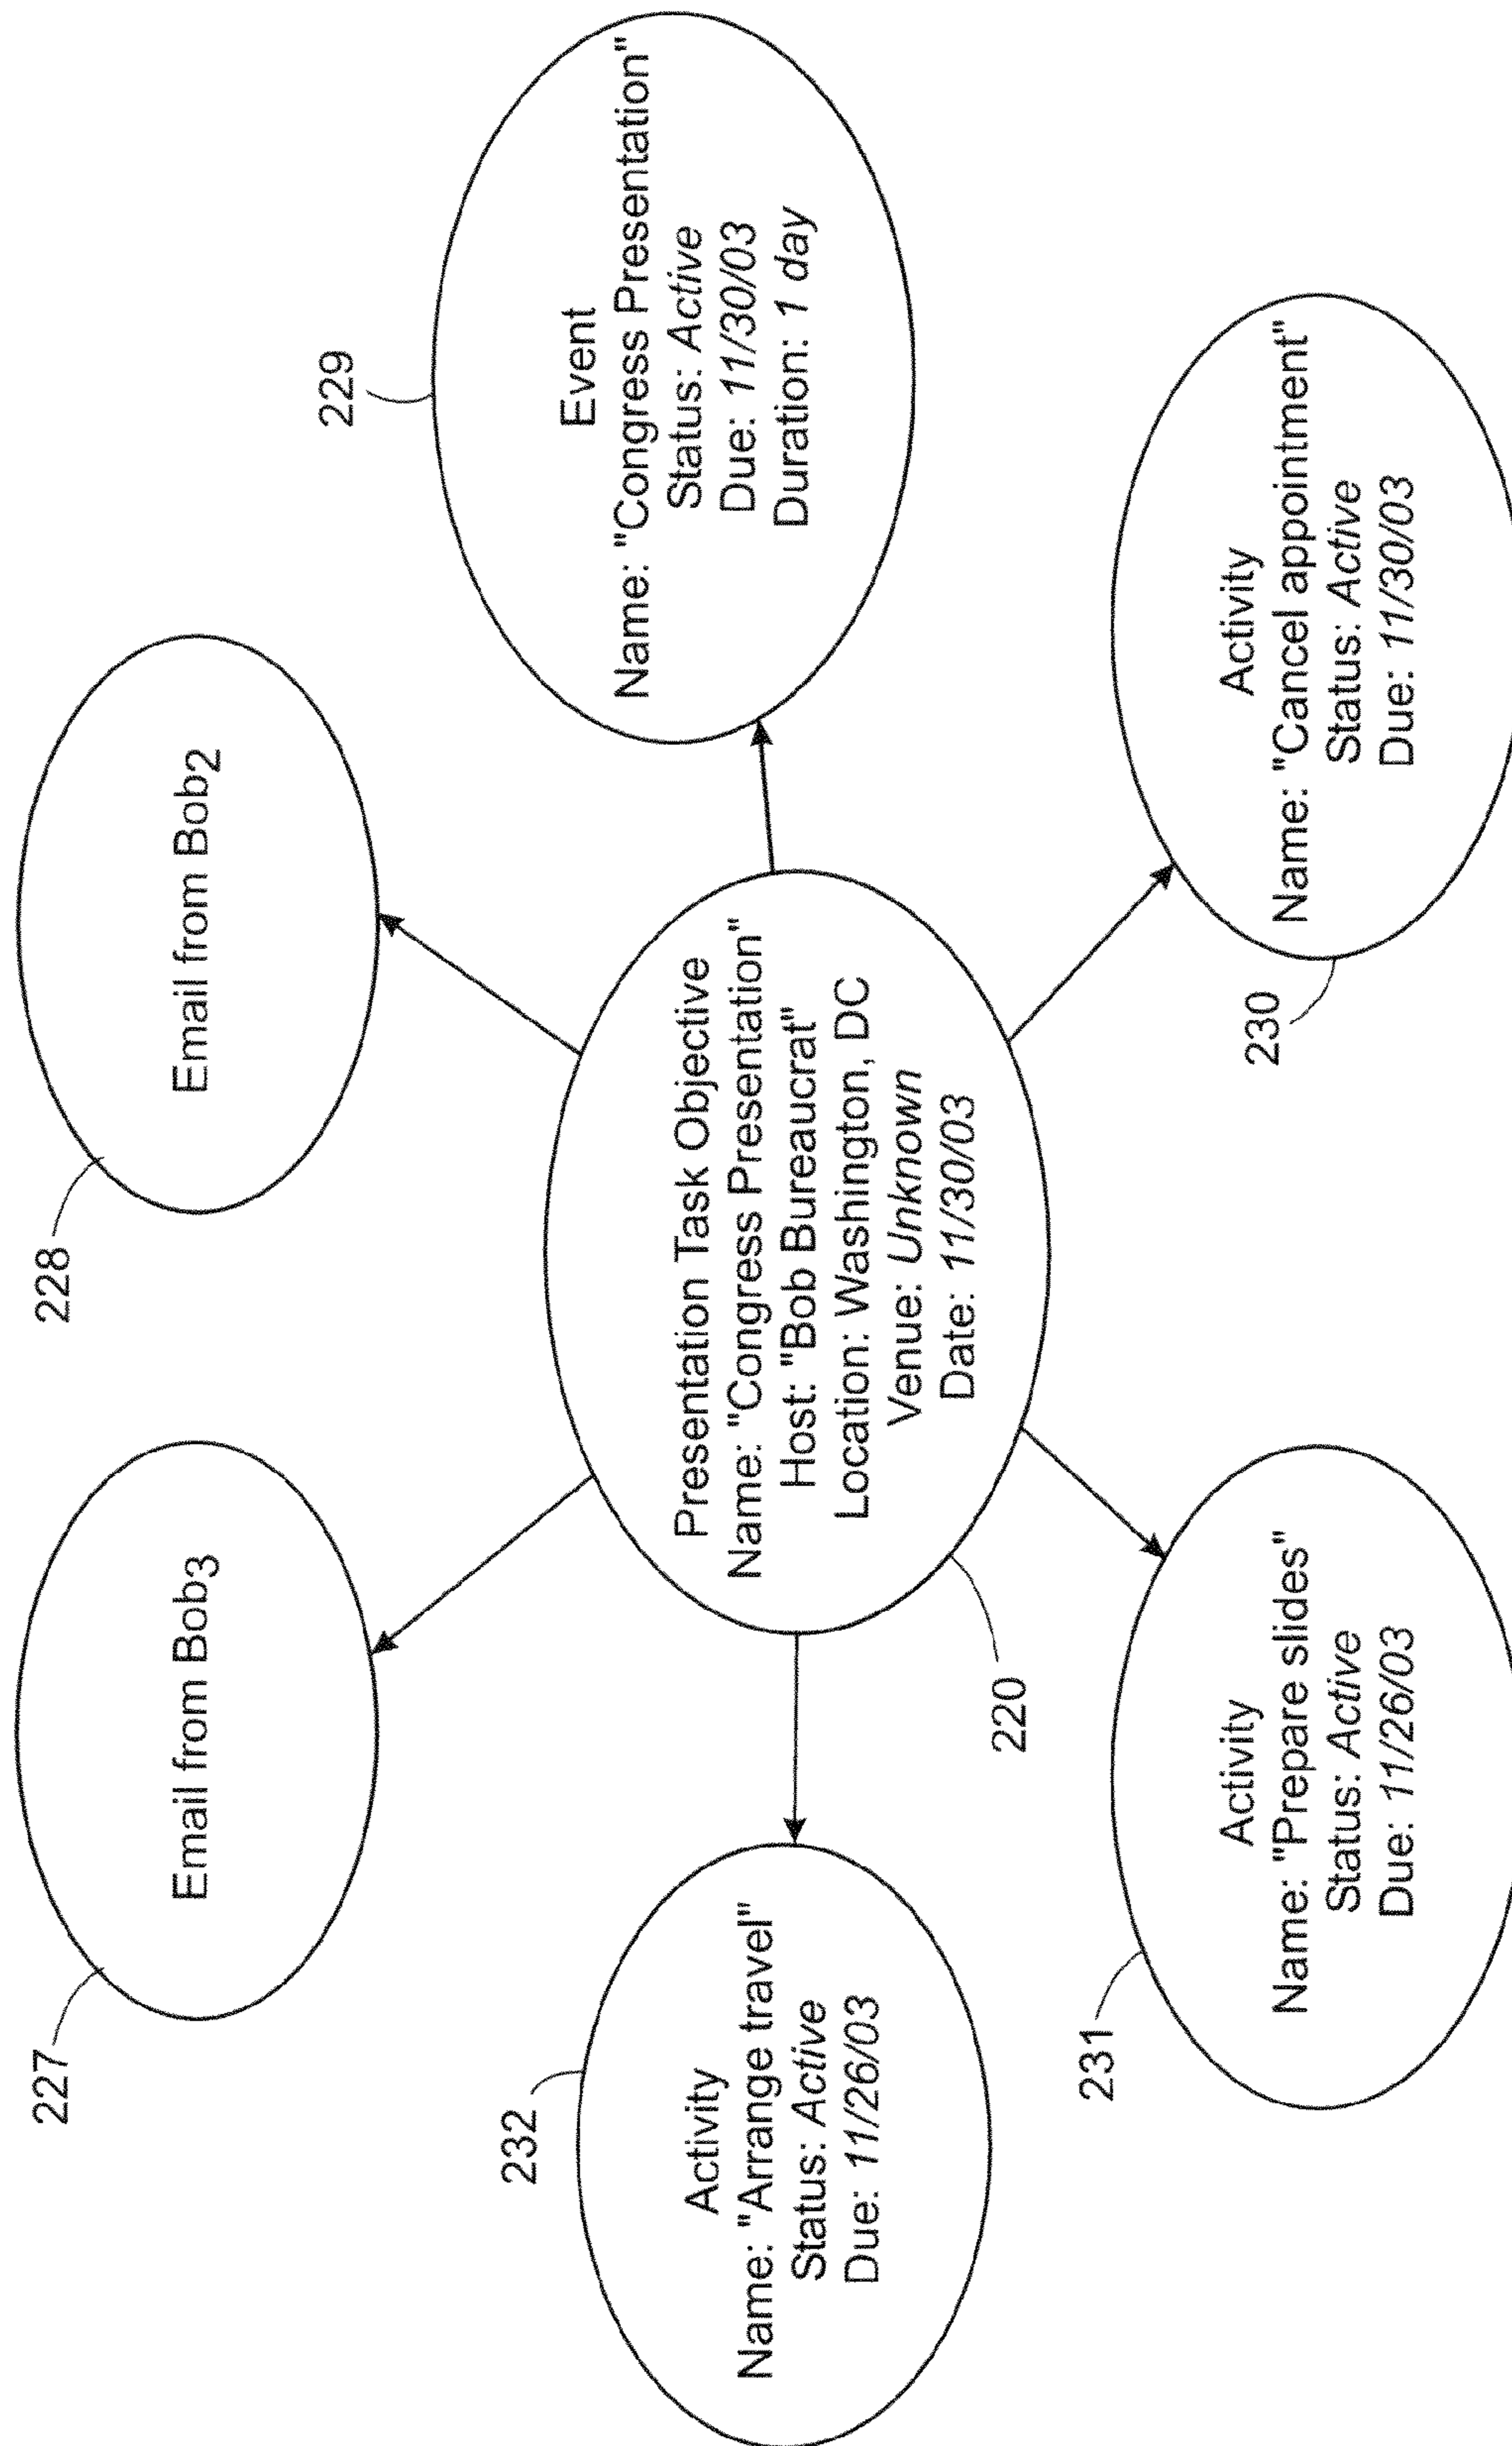 227
Email from Bob3
228
Email from Bob2
229
Event
Name: "Congress Presentation"
Status: Active
Due: 11/30/03
Duration: 1 day
232
Activity
Name: "Arrange travel"
Status: Active
Due: 11/26/03
220
Presentation Task Objective
Name: "Congress Presentation"
Host: "Bob Bureaucrat"
Location: Washington, DC
Venue: Unknown
Date: 11/30/03
231
Activity
Name: "Prepare slides"
Status: Active
Due: 11/26/03
230
Activity
Name: "Cancel appointment"
Status: Active
Due: 11/30/03